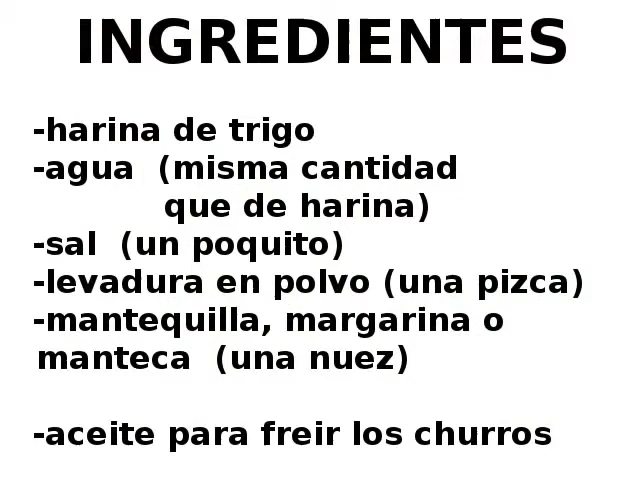 INGREDIENTES
-harina de trigo
-agua (misma cantidad
que de harina)
-sal (un poquito)
-levadura en polvo (una pizca)
-mantequilla, margarina o
manteca (una nuez)
-aceite para freir los churros